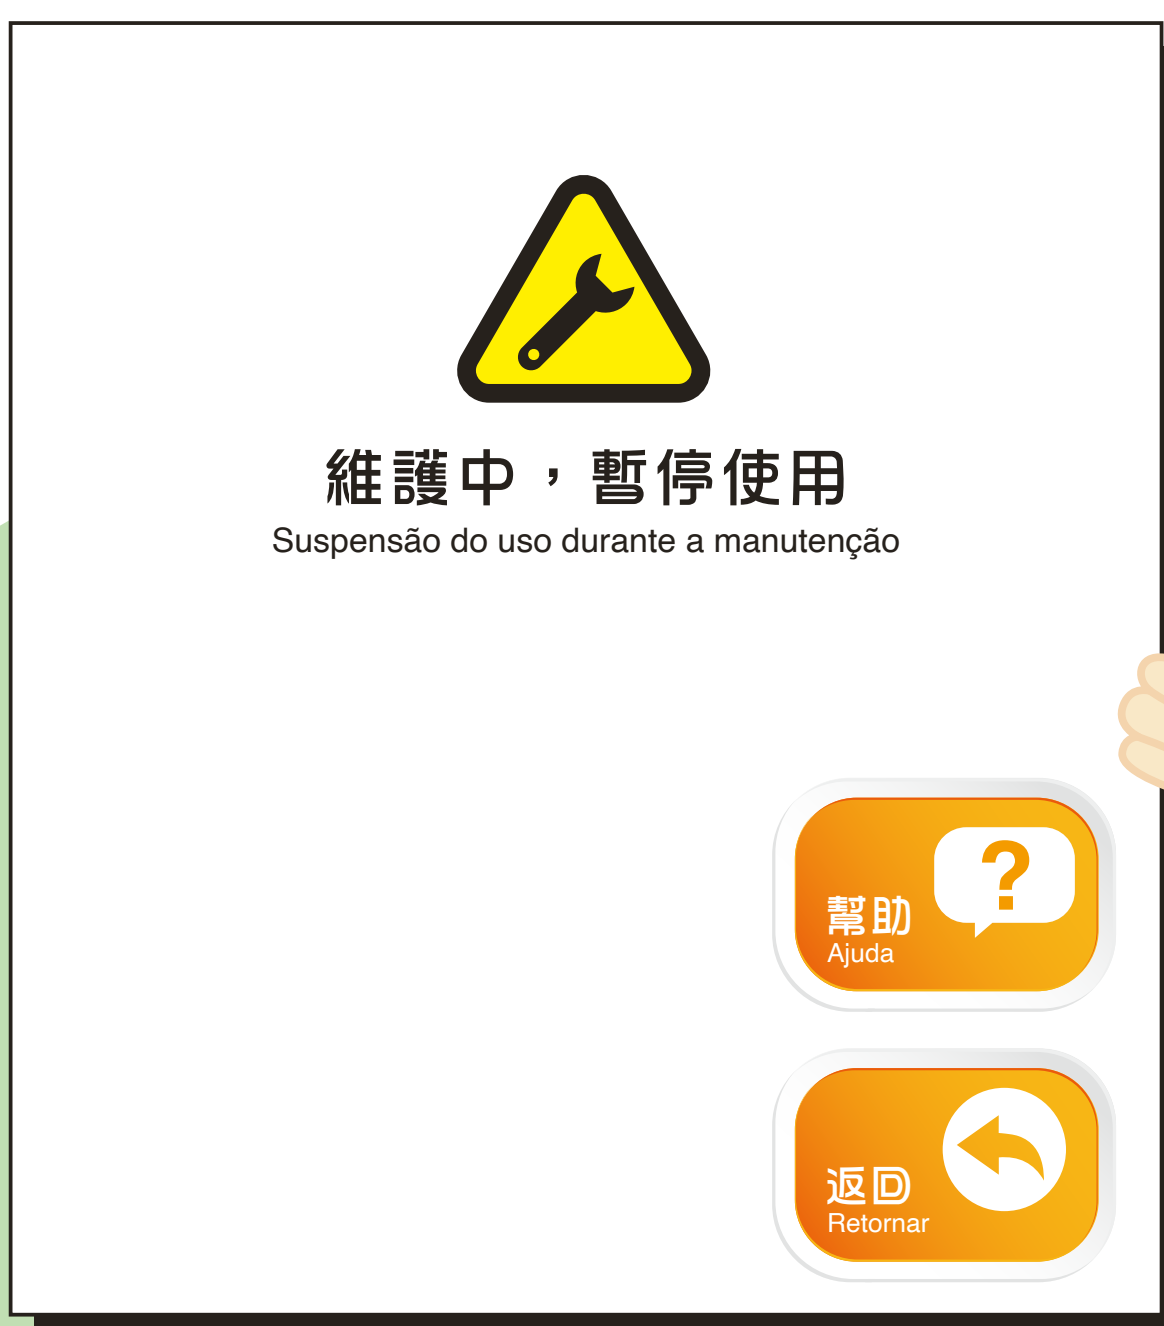 維護中，暫停使用
Suspensão do uso durante a manutenção
?
幫助
Ajuda
返回
Retornar